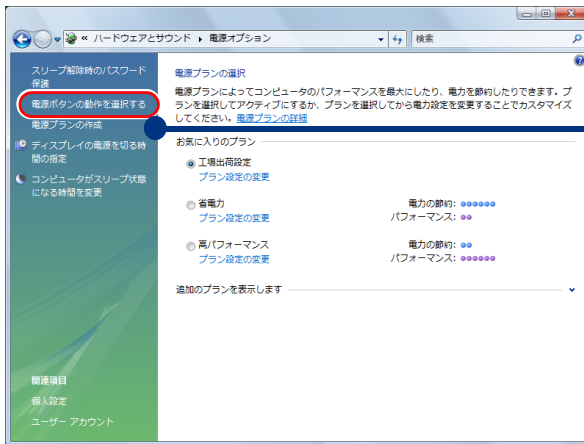 « ハードウェアとサウンド ▸ 電源オプション
検索
スリープ解除時のパスワード
保護
電源ボタンの動作を選択する
電源プランの作成
ディスプレイの電源を切る時
間の指定
コンピュータがスリープ状態
になる時間を変更
関連項目
個人設定
ユーザー アカウント
電源プランの選択
電源プランによってコンピュータのパフォーマンスを最大にしたり、電力を節約したりできます。プ
ランを選択してアクティブにするか、プランを選択してから電力設定を変更することでカスタマイズ
してください。電源プランの詳細
お気に入りのプラン
工場出荷設定
プラン設定の変更
省電力
電力の節約:
プラン設定の変更
パフォーマンス:
高パフォーマンス
電力の節約:
プラン設定の変更
パフォーマンス:
追加のプランを表示します